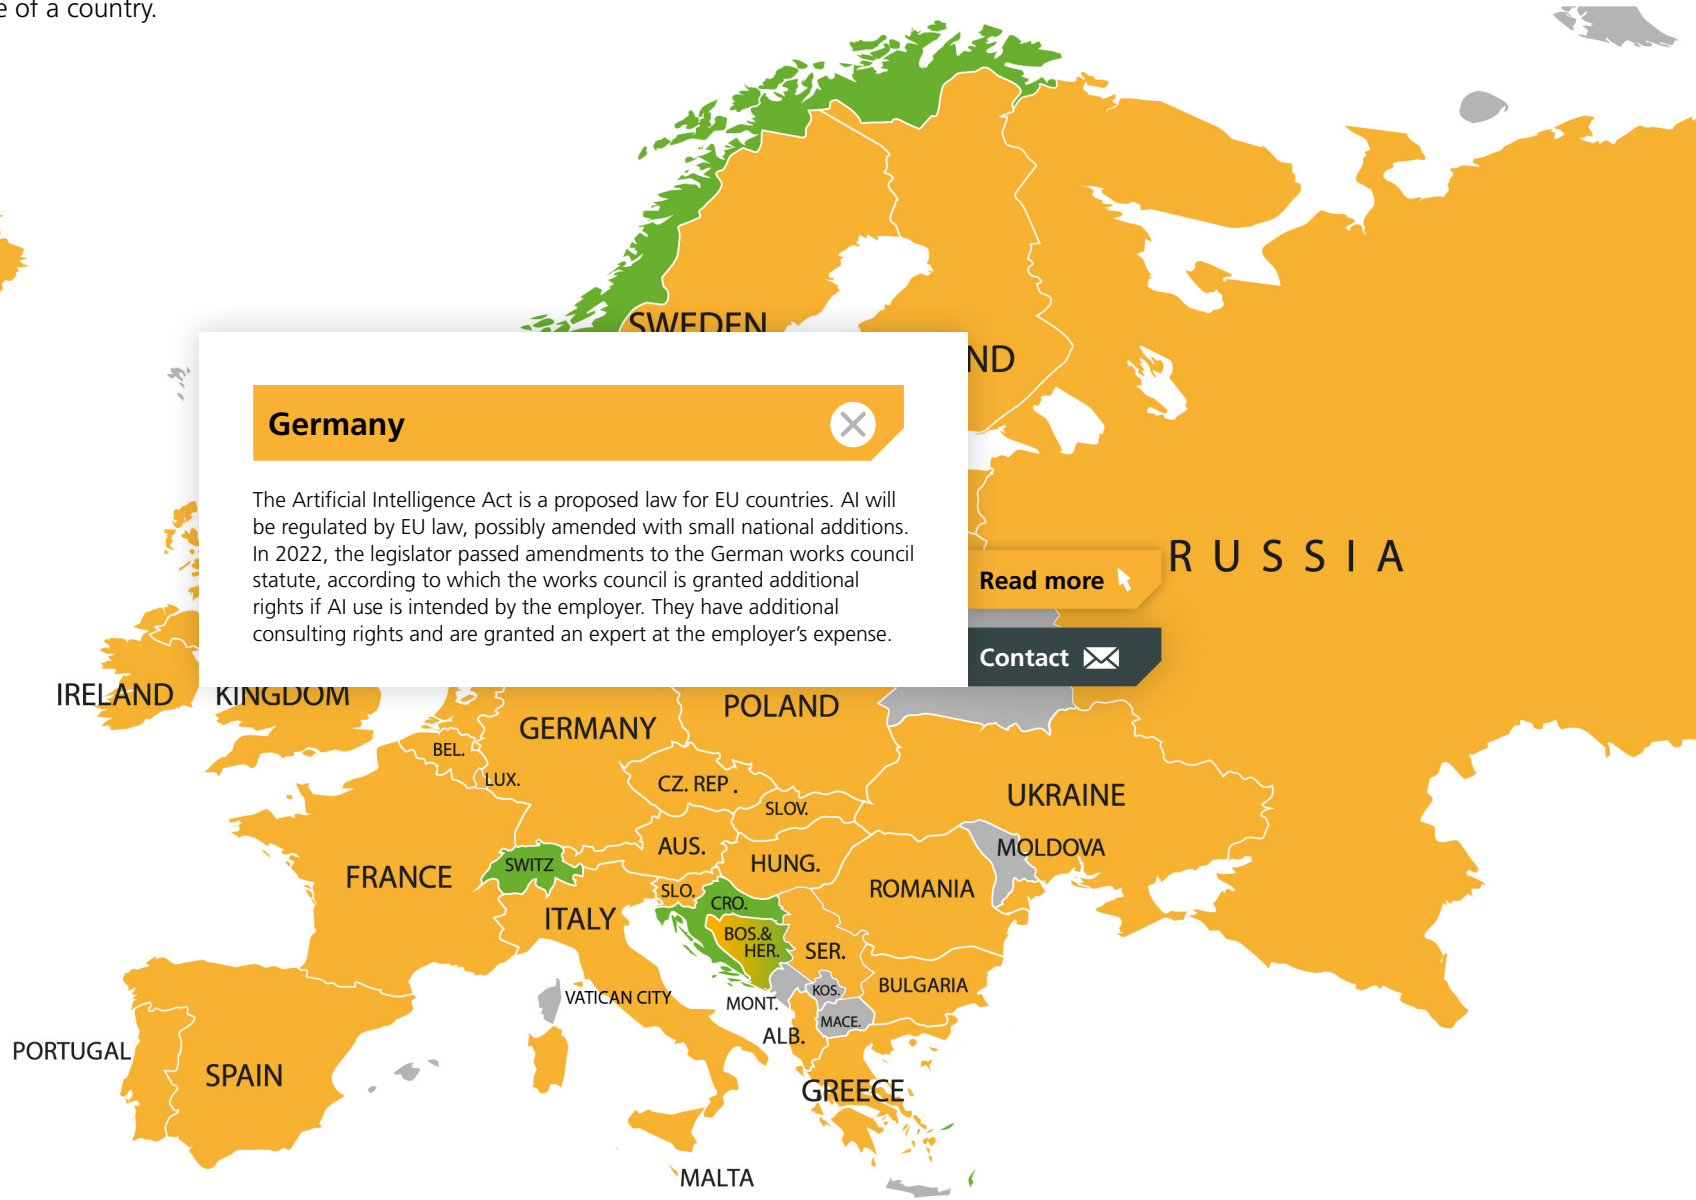 e of a country.
SWEDEN
ND
Germany
The Artificial Intelligence Act is a proposed law for EU countries. AI will
be regulated by EU law, possibly amended with small national additions.
In 2022, the legislator passed amendments to the German works council
statute, according to which the works council is granted additional
rights if AI use is intended by the employer. They have additional
consulting rights and are granted an expert at the employer’s expense.
Read more
Contact
RUSSIA
IRELAND
KINGDOM
POLAND
GERMANY
BEL.
LUX.
CZ. REP.
SLOV.
UKRAINE
AUS.
HUNG.
MOLDOVA
FRANCE
SWITZ
ROMANIA
SLO.
CRO.
ITALY
BOS.&
HER.
SER.
BULGARIA
VATICAN CITY
KOS.
MONT.
MACE.
ALB.
PORTUGAL
SPAIN
GREECE
MALTA